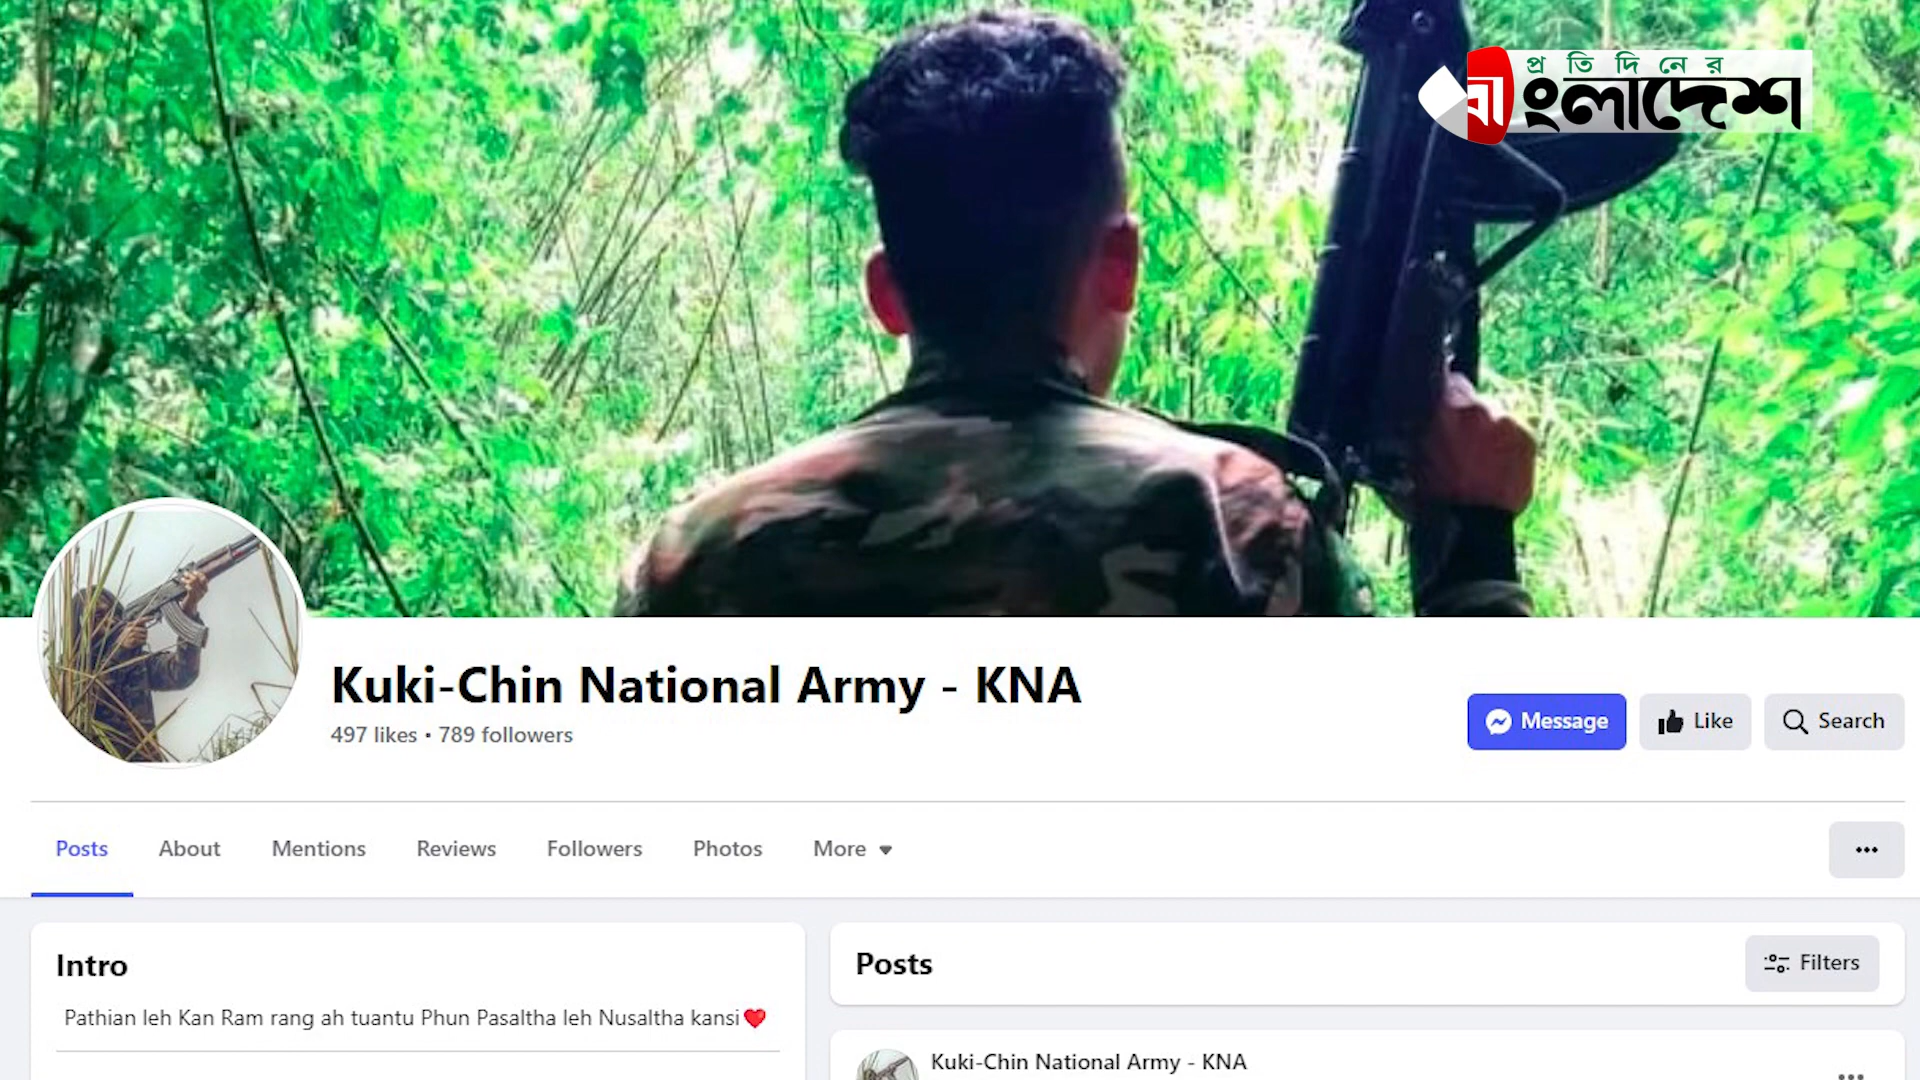 প্রতিদিনের
বাংলাদেশ
Kuki-Chin National Army - KNA
497 likes • 789 followers
Message
Like
Search
Posts
About
Mentions
Reviews
Followers
Photos
More
Intro
Pathian leh Kan Ram rang ah tuantu Phun Pasaltha leh Nusaltha kansi❤️
Posts
Filters
Kuki-Chin National Army - KNA